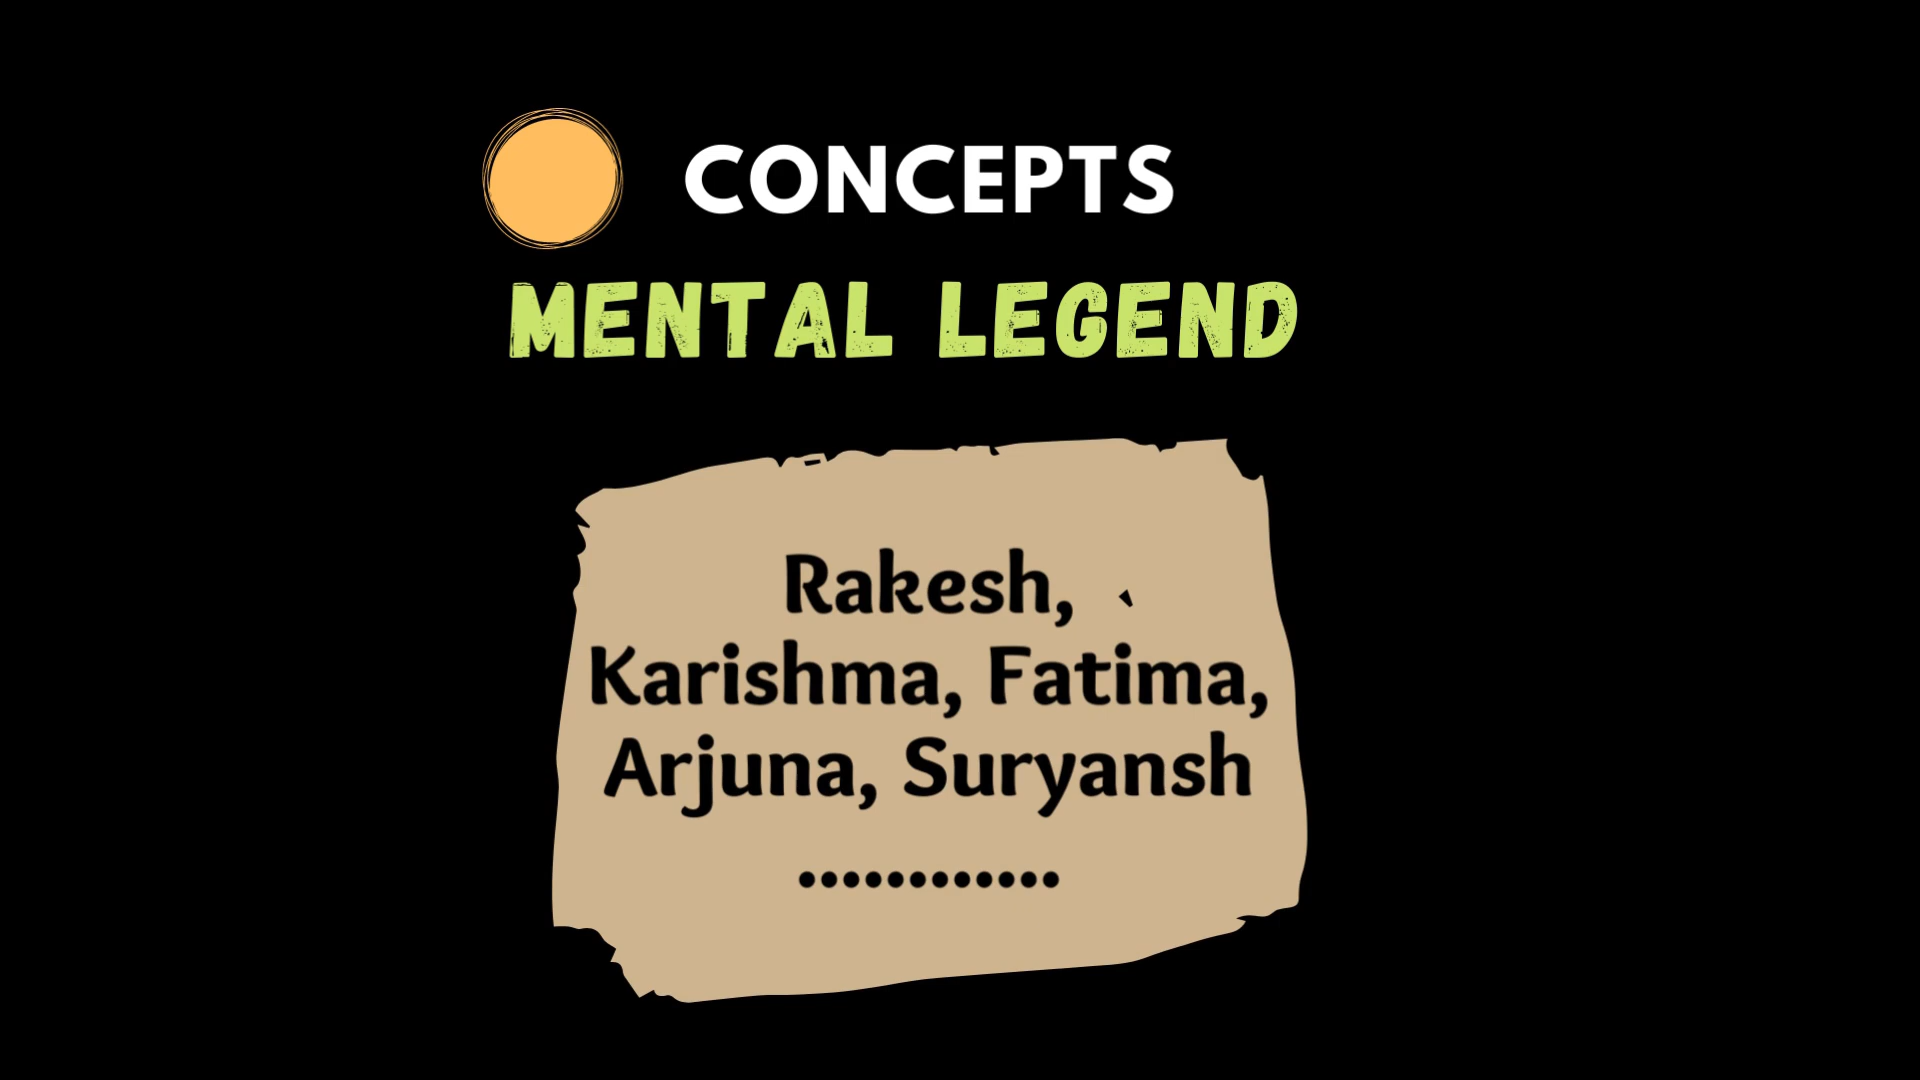 CONCEPTS
MENTAL LEGEND
Rakesh,
Karishma, Fatima,
Arjuna, Suryansh
............